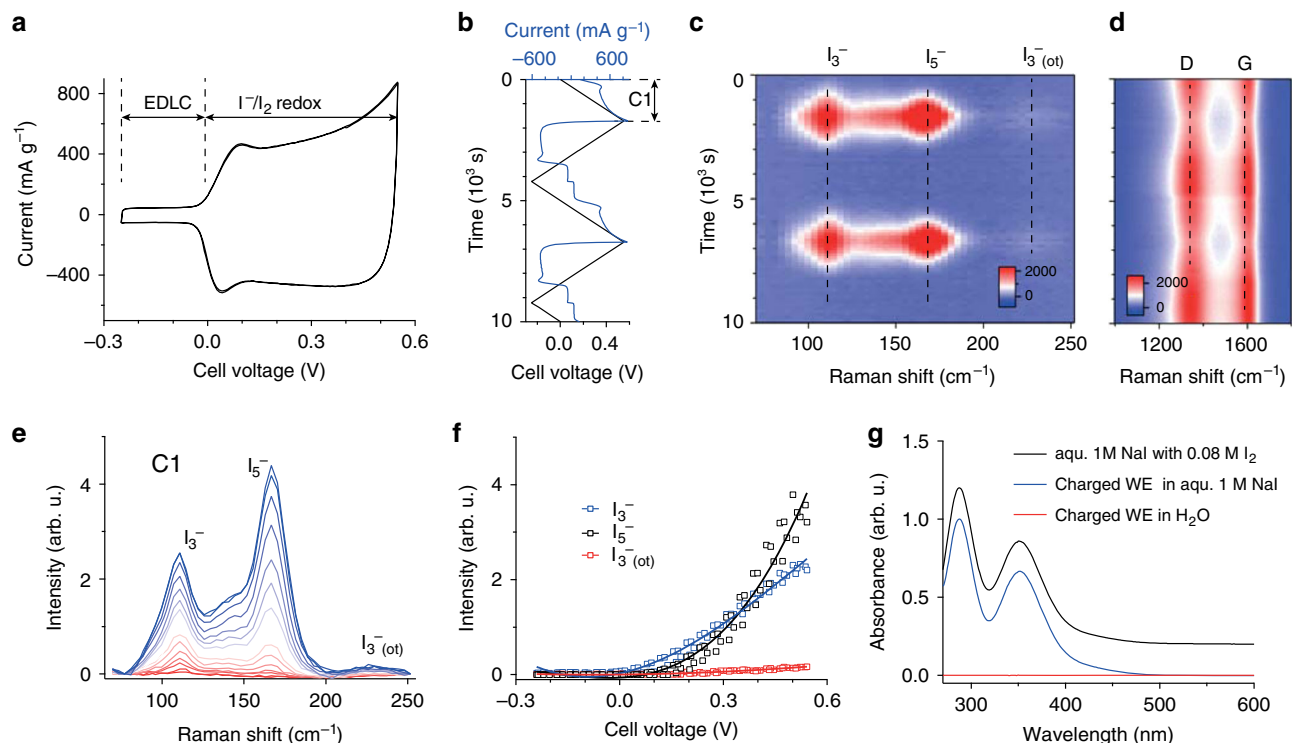 a
800
400
0
−400
−0.3
0.0
0.3
0.6
Current (mA g⁻¹)
Cell voltage (V)
EDLC
I⁻/I₂ redox
b
Current (mA g⁻¹)
−600
600
C1
0
5
10
Time (10³ s)
0.0
0.4
Cell voltage (V)
c
I₃⁻
I₅⁻
I₃⁻(ot)
0
5
10
Time (10³ s)
2000
0
100
150
200
250
Raman shift (cm⁻¹)
d
D
G
2000
0
1200
1600
Raman shift (cm⁻¹)
e
C1
I₃⁻
I₅⁻
I₃⁻(ot)
4
2
0
Intensity (arb. u.)
100
150
200
250
Raman shift (cm⁻¹)
f
4
2
0
Intensity (arb. u.)
I₃⁻
I₅⁻
I₃⁻(ot)
−0.3
0.0
0.3
0.6
Cell voltage (V)
g
1.5
1.0
0.5
0.0
Absorbance (arb. u.)
aqu. 1M NaI with 0.08 M I₂
Charged WE in aqu. 1 M NaI
Charged WE in H₂O
300
400
500
600
Wavelength (nm)